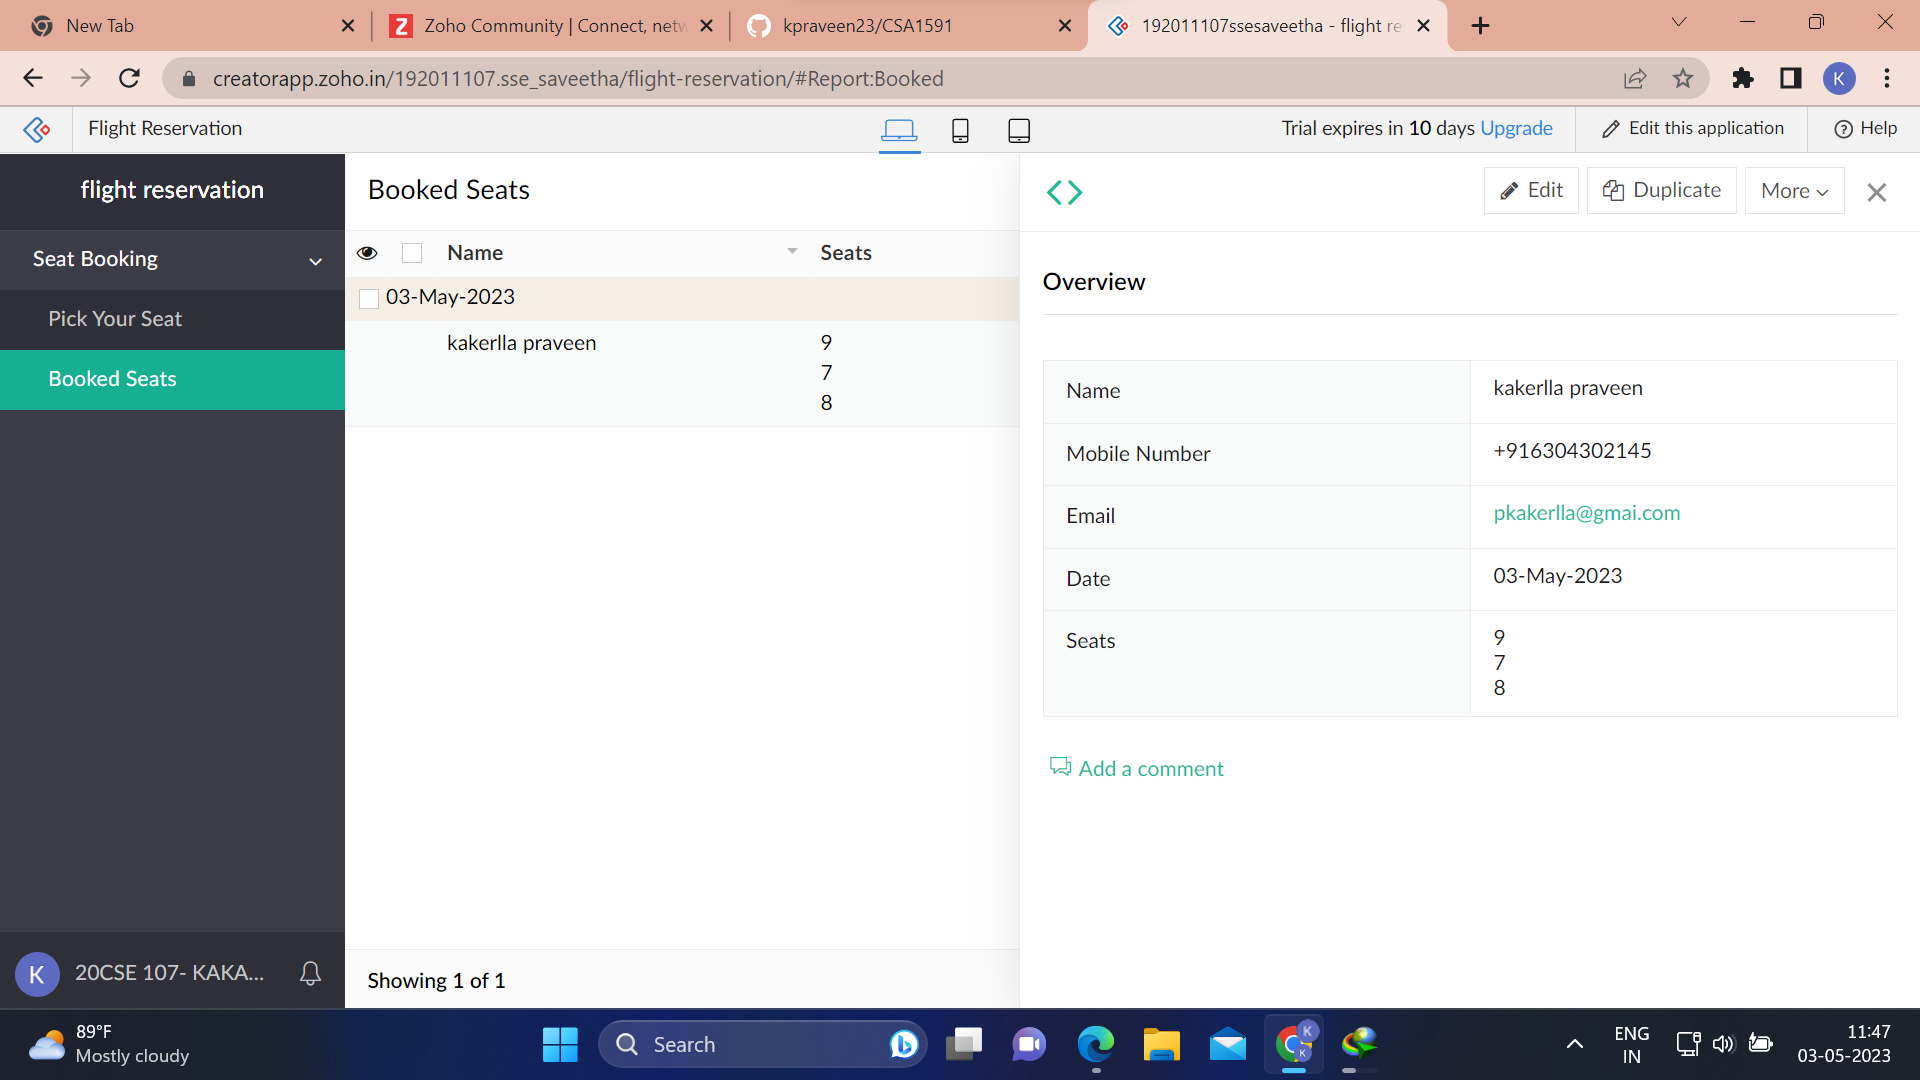 New Tab
Zoho Community | Connect, netw
kpraveen23/CSA1591
192011107ssesaveetha - flight re
creatorapp.zoho.in/192011107.sse_saveetha/flight-reservation/#Report:Booked
K
Flight Reservation
Trial expires in 10 days Upgrade
Edit this application
Help
flight reservation
Seat Booking
Pick Your Seat
Booked Seats
20CSE 107- KAKA...
K
Booked Seats
Name
Seats
03-May-2023
kakerlla praveen
9
7
8
Showing 1 of 1
Edit
Duplicate
More
Overview
Name
kakerlla praveen
Mobile Number
+916304302145
Email
pkakerlla@gmai.com
Date
03-May-2023
Seats
9
7
8
Add a comment
89°F
Mostly cloudy
Search
K
K
ENG
IN
11:47
03-05-2023